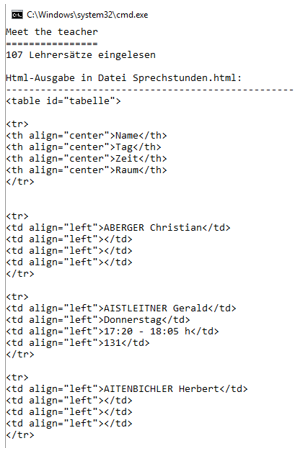 C:\Windows\system32\cmd.exe
Meet the teacher
================
107 Lehrersätze eingelesen
Html-Ausgabe in Datei Sprechstunden.html:
------------------------------------------------
<table id="tabelle">
<tr>
<th align="center">Name</th>
<th align="center">Tag</th>
<th align="center">Zeit</th>
<th align="center">Raum</th>
</tr>
<tr>
<td align="left">ABERGER Christian</td>
<td align="left"></td>
<td align="left"></td>
<td align="left"></td>
</tr>
<tr>
<td align="left">AISTLEITNER Gerald</td>
<td align="left">Donnerstag</td>
<td align="left">17:20 - 18:05 h</td>
<td align="left">131</td>
</tr>
<tr>
<td align="left">AITENBICHLER Herbert</td>
<td align="left"></td>
<td align="left"></td>
<td align="left"></td>
</tr>